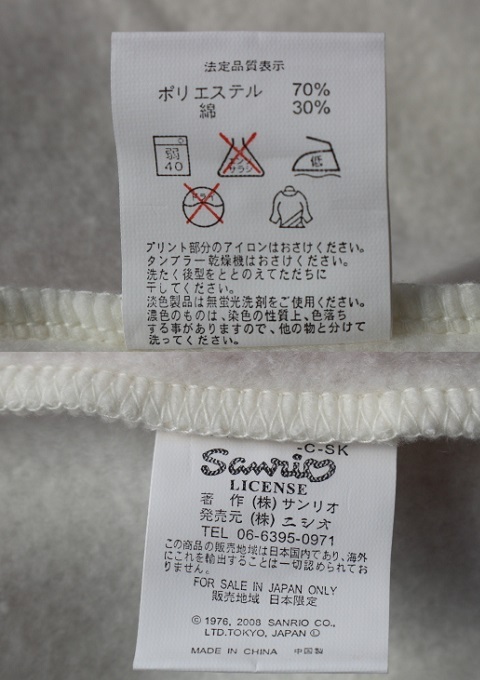 法定品質表示
ポリエステル 70%
綿 30%
弱
40
エンソ
サラシ
低
ドライ
プリント部分のアイロンはおさけください。
タンブラー乾燥機はおさけください。
洗たく後型をととのえてただちに
干してください。
淡色製品は無蛍光洗剤をご使用ください。
濃色のものは、染色の性質上、色落ち
する事がありますので、他の物と分けて
洗ってください。
-C-SK
Sanrio
LICENSE
著 作 (株) サンリオ
発売元 (株) ニシオ
TEL 06-6395-0971
この商品の販売地域は日本国内であり、海外
にこれを輸出することは一切認められてお
りません。
FOR SALE IN JAPAN ONLY
販売地域 日本限定
© 1976, 2008 SANRIO CO.,
LTD.TOKYO, JAPAN Ⓛ
MADE IN CHINA 中国製